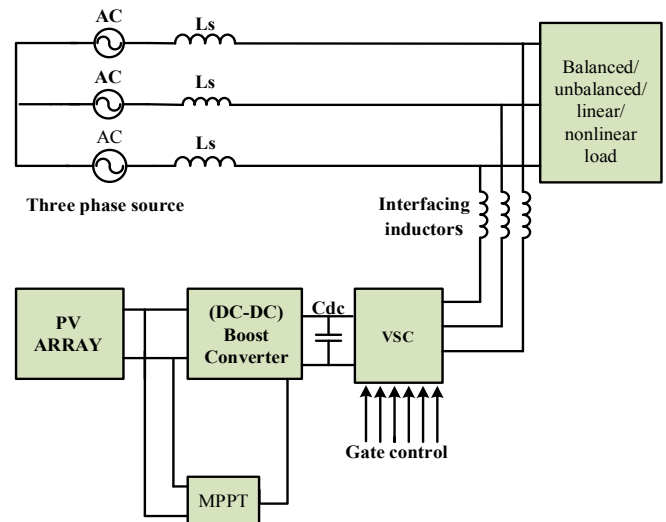 AC
Ls
AC
Ls
AC
Ls
Balanced/
unbalanced/
linear/
nonlinear
load
Three phase source
Interfacing
inductors
PV
ARRAY
(DC-DC)
Boost
Converter
Cdc
VSC
Gate control
MPPT